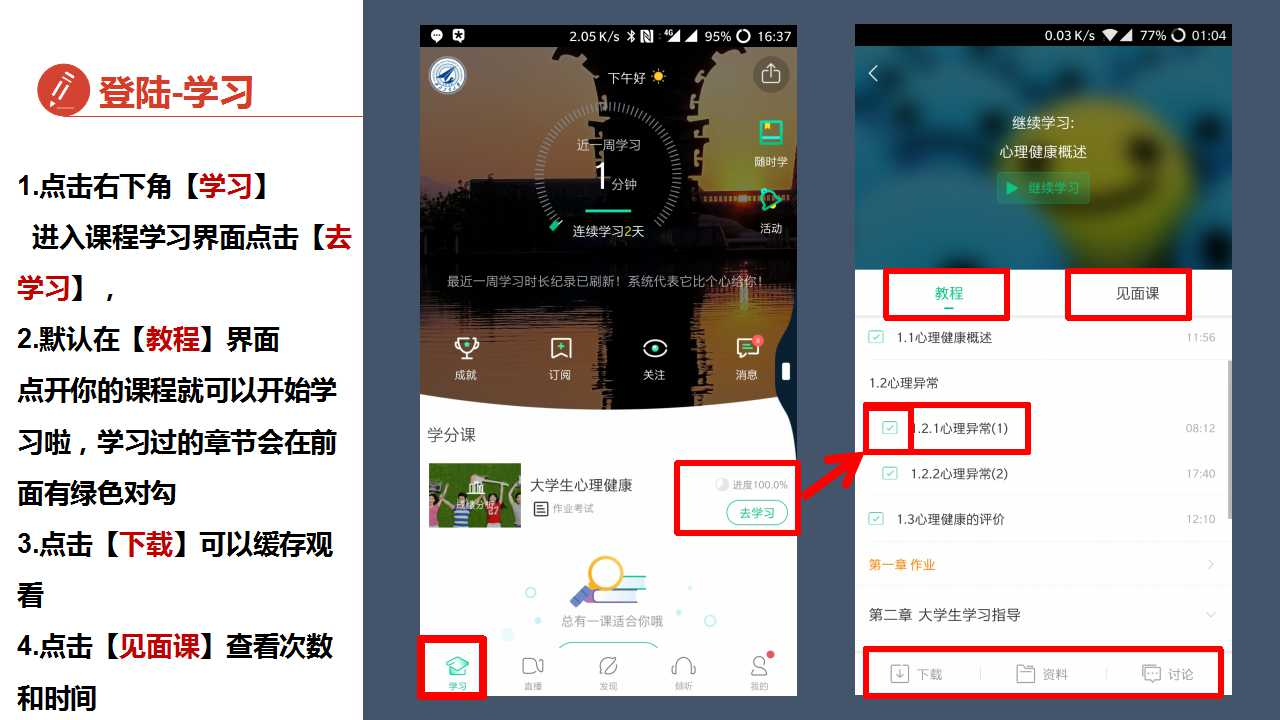 登陆-学习
1.点击右下角【学习】
进入课程学习界面点击【去
学习】，
2.默认在【教程】界面
点开你的课程就可以开始学
习啦，学习过的章节会在前
面有绿色对勾
3.点击【下载】可以缓存观
看
4.点击【见面课】查看次数
和时间
2.05 K/s 4G 95% 16:37
下午好
近一周学习
1分钟
连续学习2天
随时学
活动
最近一周学习时长纪录已刷新！系统代表它比个心给你！
成就 订阅 关注 消息
学分课
大学生心理健康
作业考试
进度100.0%
去学习
总有一课适合你哦
学习 直播 发现 倾听 我的
0.03 K/s 77% 01:04
继续学习:
心理健康概述
继续学习
教程 见面课
1.1心理健康概述 11:56
1.2心理异常
1.2.1心理异常(1) 08:12
1.2.2心理异常(2) 17:40
1.3心理健康的评价 12:10
第一章 作业
第二章 大学生学习指导
下载 资料 讨论